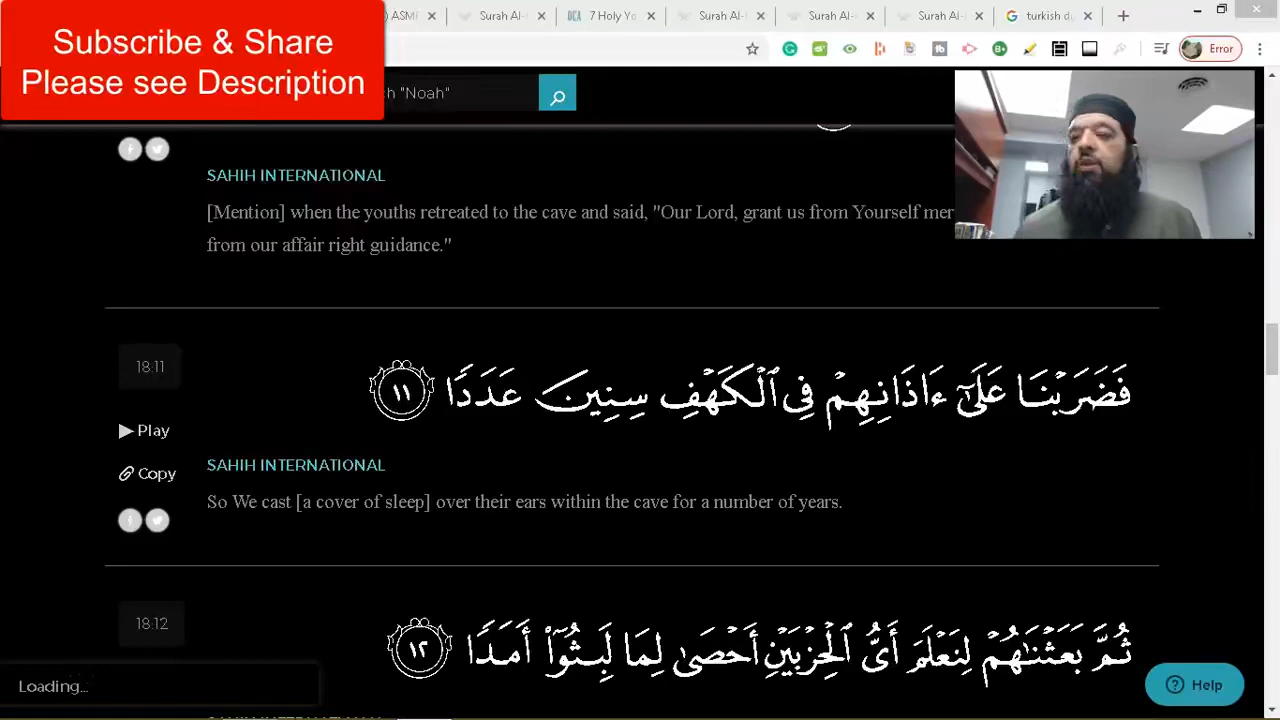 Subscribe & Share
Please see Description
) ASMI
Surah Al-
7 Holy Yo
Surah Al-
Surah Al-
Surah Al-
turkish du
Error
"Noah"
SAHIH INTERNATIONAL
[Mention] when the youths retreated to the cave and said, "Our Lord, grant us from Yourself mer
from our affair right guidance."
18:11
فَضَرَبْنَا عَلَىٰٓ ءَاذَانِهِمْ فِى ٱلْكَهْفِ سِنِينَ عَدَدًا ١١
Play
Copy
SAHIH INTERNATIONAL
So We cast [a cover of sleep] over their ears within the cave for a number of years.
18:12
ثُمَّ بَعَثْنَـٰهُمْ لِنَعْلَمَ أَىُّ ٱلْحِزْبَيْنِ أَحْصَىٰ لِمَا لَبِثُوٓا۟ أَمَدًا ١٢
Loading...
Help